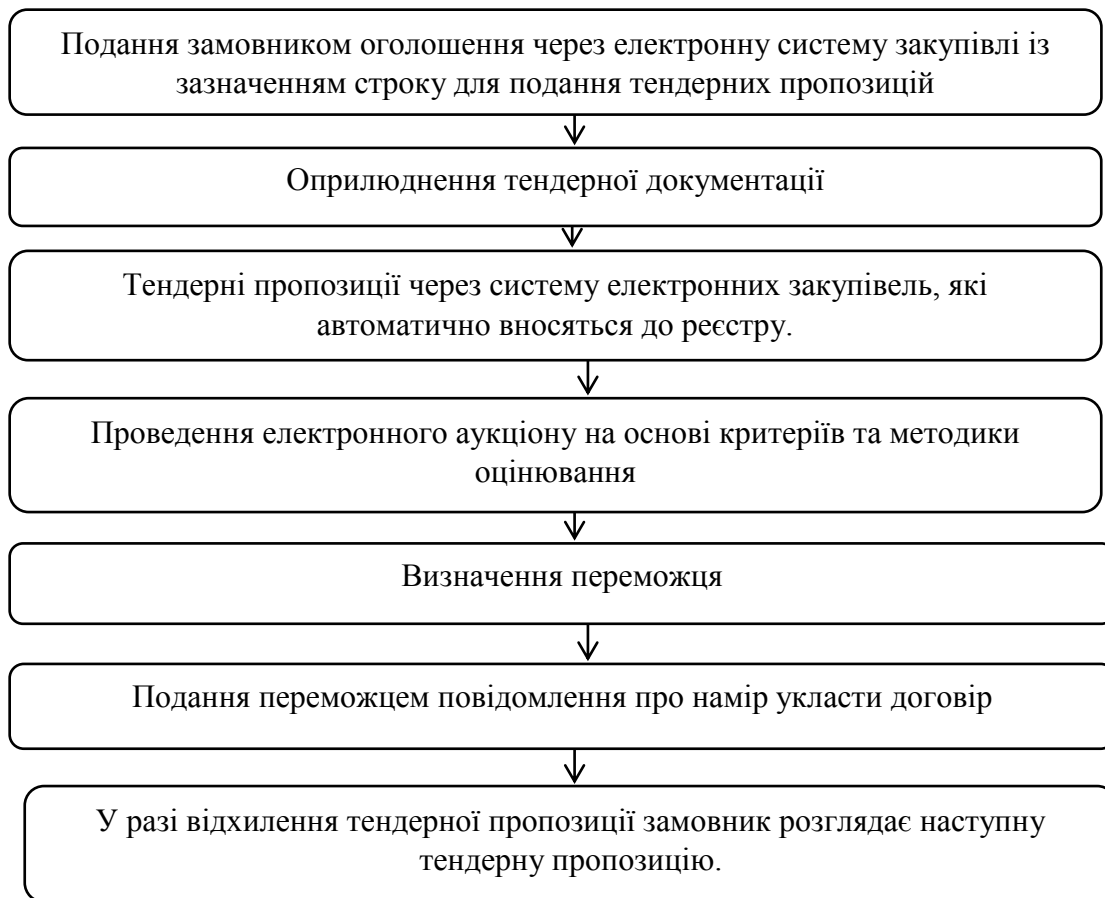 Подання замовником оголошення через електронну систему закупівлі із
зазначенням строку для подання тендерних пропозицій
Оприлюднення тендерної документації
Тендерні пропозиції через систему електронних закупівель, які
автоматично вносяться до реєстру.
Проведення електронного аукціону на основі критеріїв та методики
оцінювання
Визначення переможця
Подання переможцем повідомлення про намір укласти договір
У разі відхилення тендерної пропозиції замовник розглядає наступну
тендерну пропозицію.